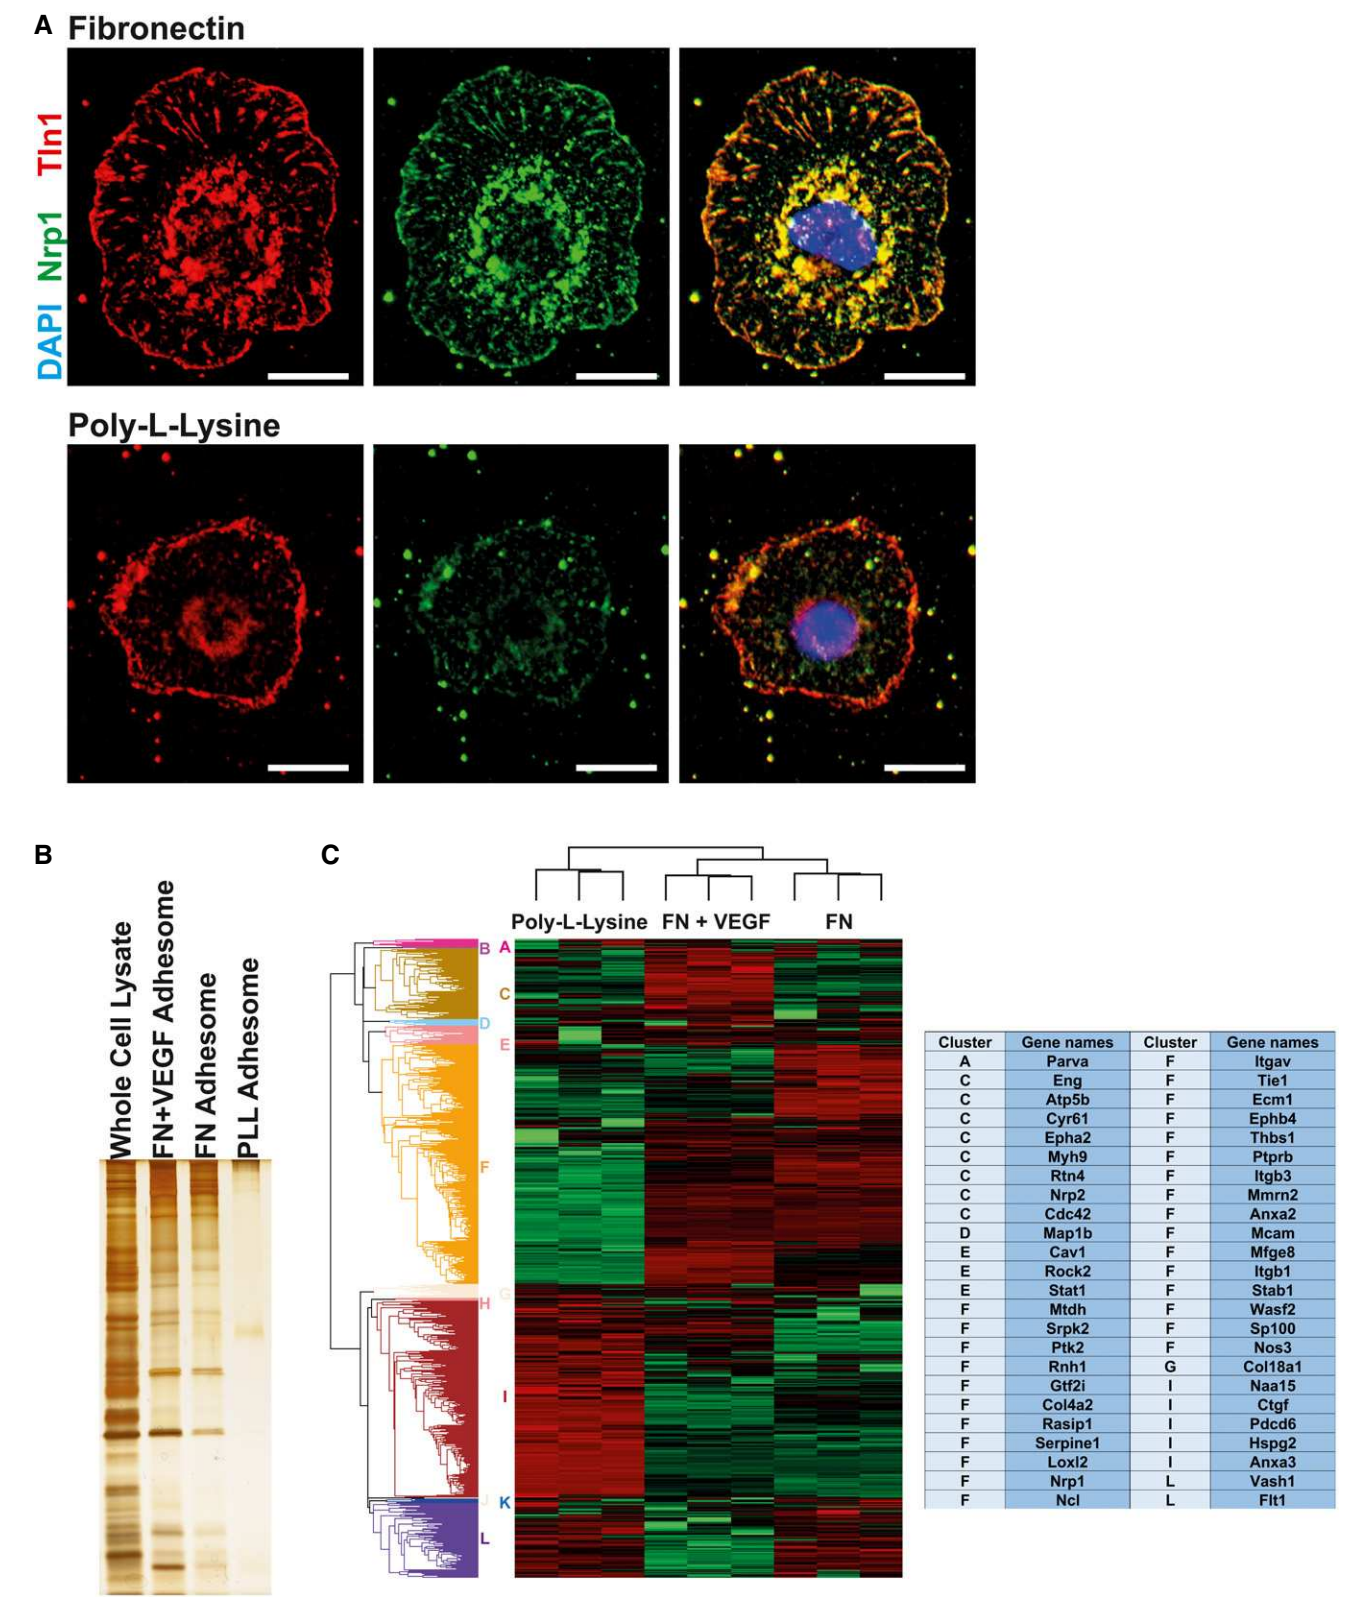 A Fibronectin
DAPI Nrp1 Tln1
Poly-L-Lysine
B
Whole Cell Lysate
FN+VEGF Adhesome
FN Adhesome
PLL Adhesome
C
Poly-L-Lysine FN + VEGF FN
B A
C
D
E
F
G
H
I
J K
L
Cluster Gene names Cluster Gene names
A Parva F Itgav
C Eng F Tie1
C Atp5b F Ecm1
C Cyr61 F Ephb4
C Epha2 F Thbs1
C Myh9 F Ptprb
C Rtn4 F Itgb3
C Nrp2 F Mmrn2
C Cdc42 F Anxa2
D Map1b F Mcam
E Cav1 F Mfge8
E Rock2 F Itgb1
E Stat1 F Stab1
F Mtdh F Wasf2
F Srpk2 F Sp100
F Ptk2 F Nos3
F Rnh1 G Col18a1
F Gtf2i I Naa15
F Col4a2 I Ctgf
F Rasip1 I Pdcd6
F Serpine1 I Hspg2
F Loxl2 I Anxa3
F Nrp1 L Vash1
F Ncl L Flt1